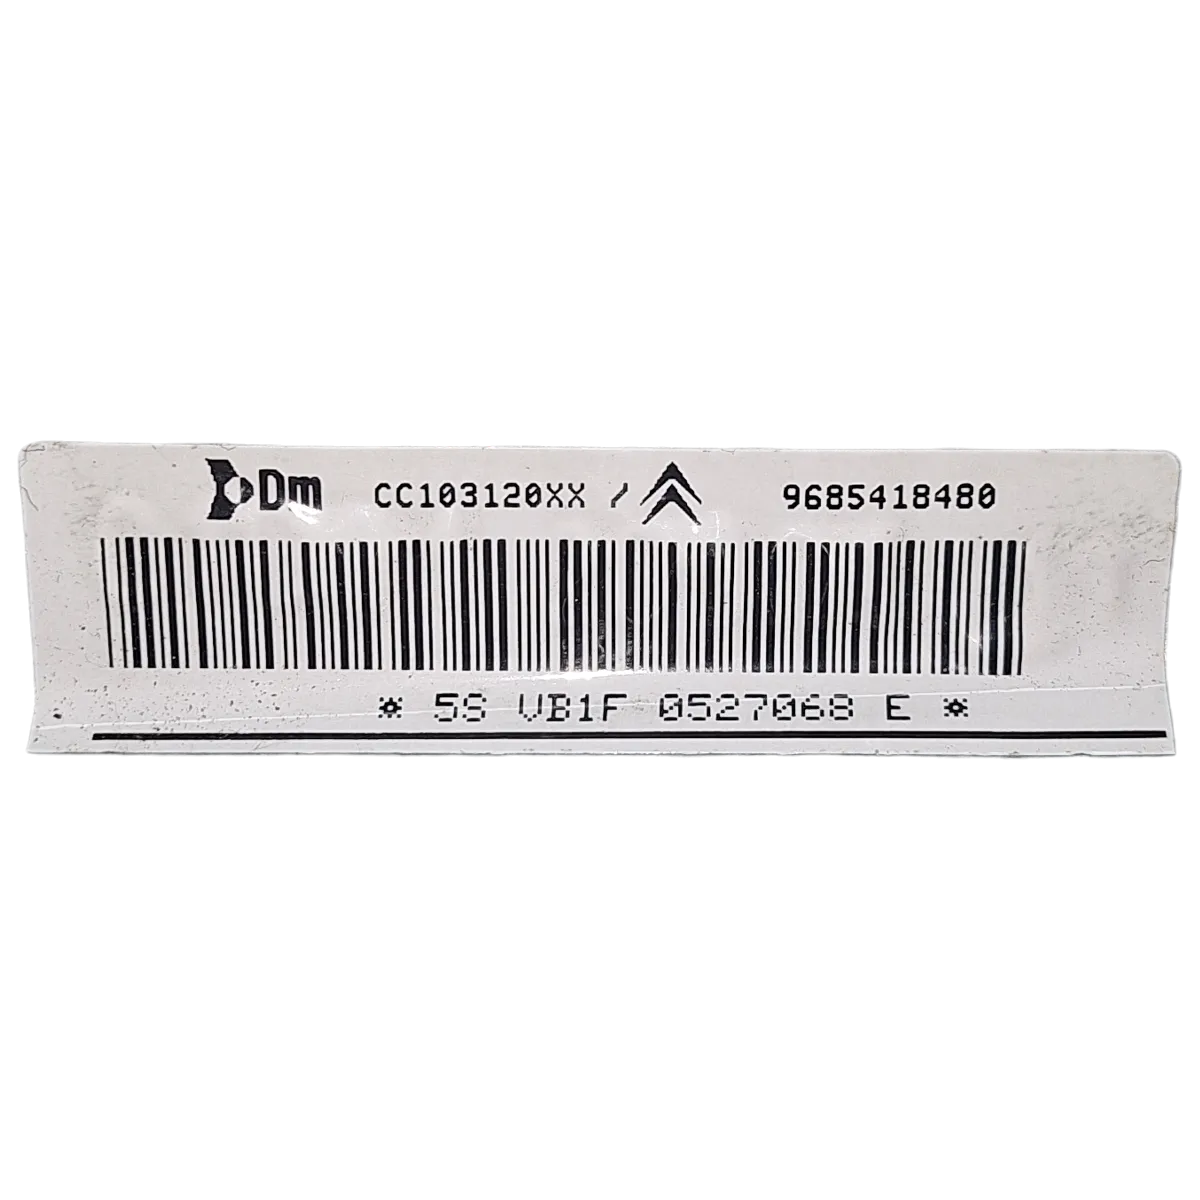 Dm CC103120XX / 9685418480
* 5S VB1F 0527068 E *